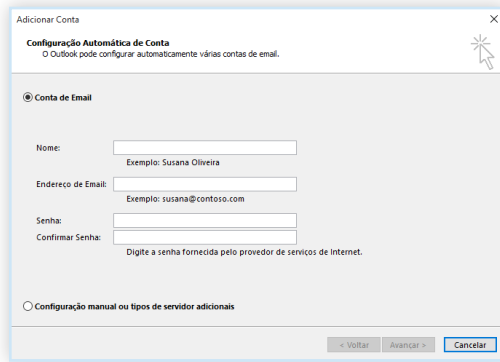 Adicionar Conta
Configuração Automática de Conta
O Outlook pode configurar automaticamente várias contas de email.
Conta de Email
Nome:
Exemplo: Susana Oliveira
Endereço de Email:
Exemplo: susana@contoso.com
Senha:
Confirmar Senha:
Digite a senha fornecida pelo provedor de serviços de Internet.
Configuração manual ou tipos de servidor adicionais
< Voltar Avançar > Cancelar